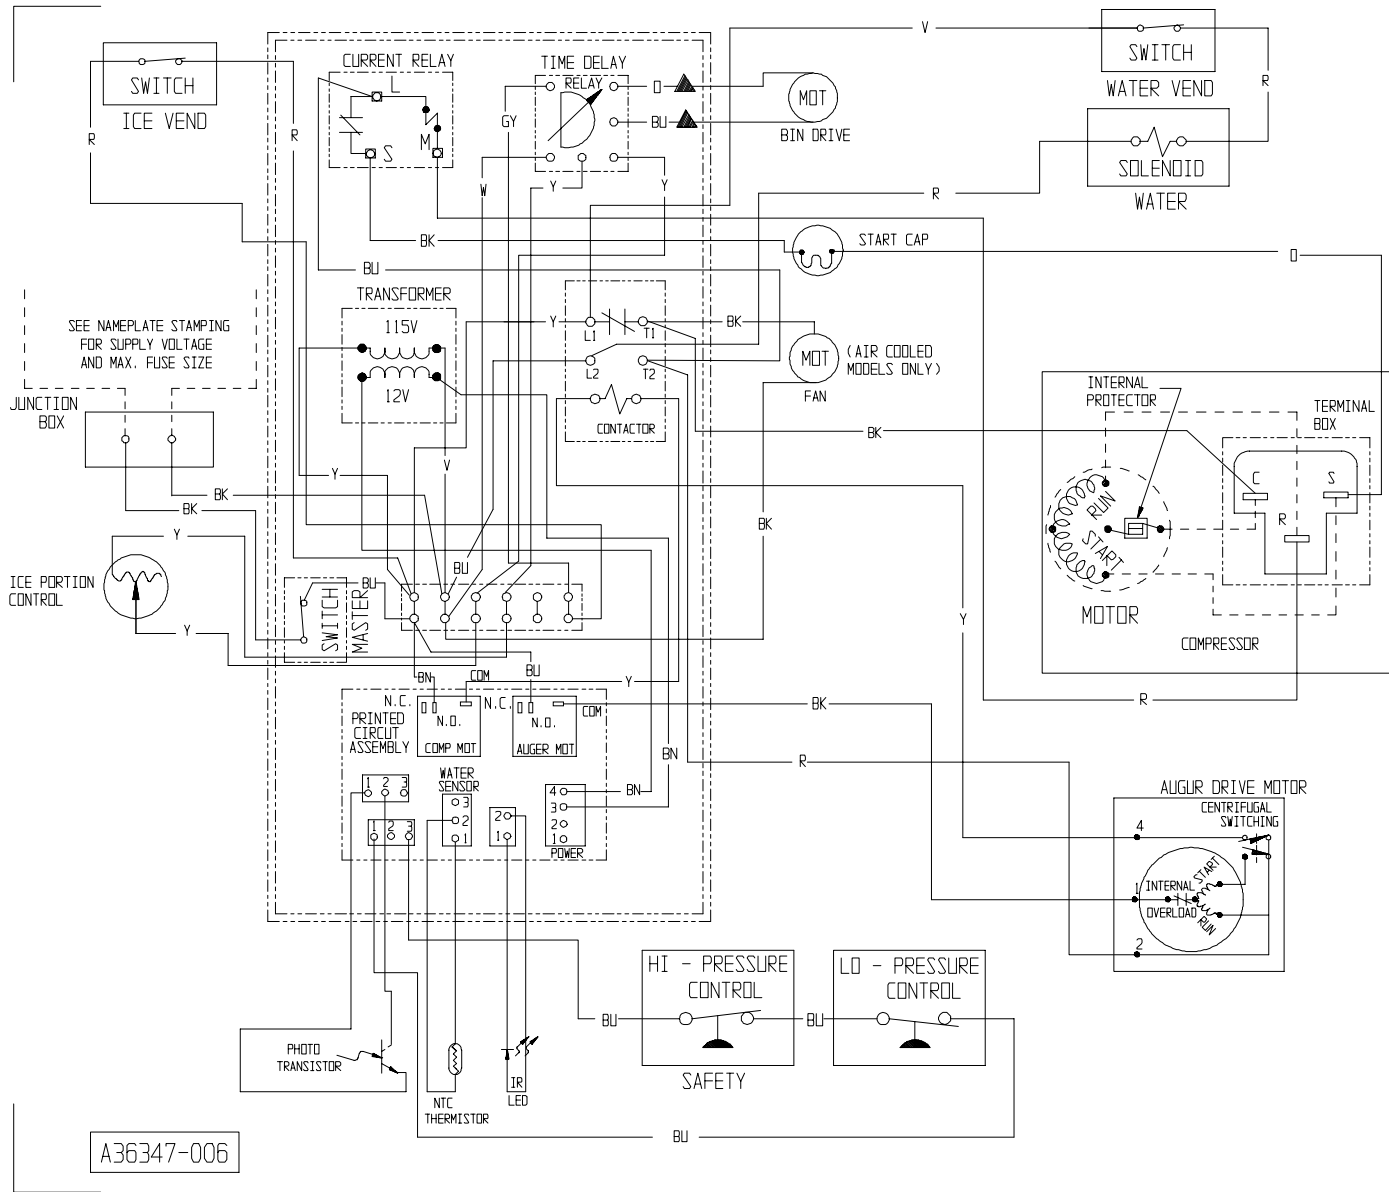 V
SWITCH
WATER VEND
R
SWITCH
ICE VEND
R
R
CURRENT RELAY
L
S
M
TIME DELAY
RELAY
O
BU
GY
W
Y
Y
MOT
BIN DRIVE
SOLENOID
WATER
R
BK
BU
START CAP
O
TRANSFORMER
115V
12V
Y
V
Y
L1
T1
L2
T2
CONTACTOR
BK
MOT
(AIR COOLED
MODELS ONLY)
FAN
SEE NAMEPLATE STAMPING
FOR SUPPLY VOLTAGE
AND MAX. FUSE SIZE
JUNCTION
BOX
BK
BK
BK
BK
INTERNAL
PROTECTOR
TERMINAL
BOX
C
S
R
RUN
START
MOTOR
COMPRESSOR
Y
ICE PORTION
CONTROL
Y
BU
SWITCH
MASTER
BU
BN
BU
COM
Y
Y
R
N.C.
N.O.
COMP MOT
N.C.
N.O.
COM
AUGER MOT
PRINTED
CIRCUT
ASSEMBLY
BK
BN
R
BN
1 2 3
1 2 3
WATER
SENSOR
3
2
1
2
1
4
3
2
1
POWER
AUGUR DRIVE MOTOR
CENTRIFUGAL
SWITCHING
4
1
2
INTERNAL
OVERLOAD
START
RUN
HI - PRESSURE
CONTROL
SAFETY
LO - PRESSURE
CONTROL
BU
BU
BU
PHOTO
TRANSISTOR
NTC
THERMISTOR
IR
LED
A36347-006